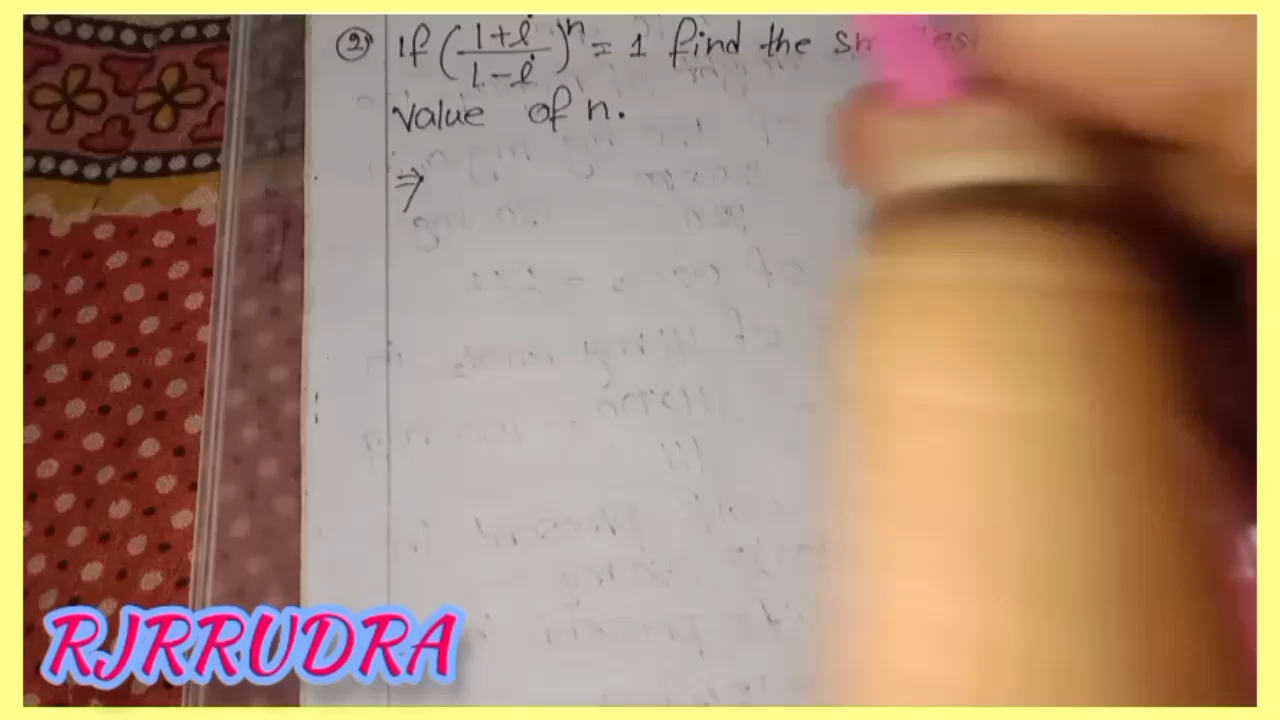 ② If (1+i/1-i)ⁿ = 1 find the
value of n.
⇒
RJRRUDRA